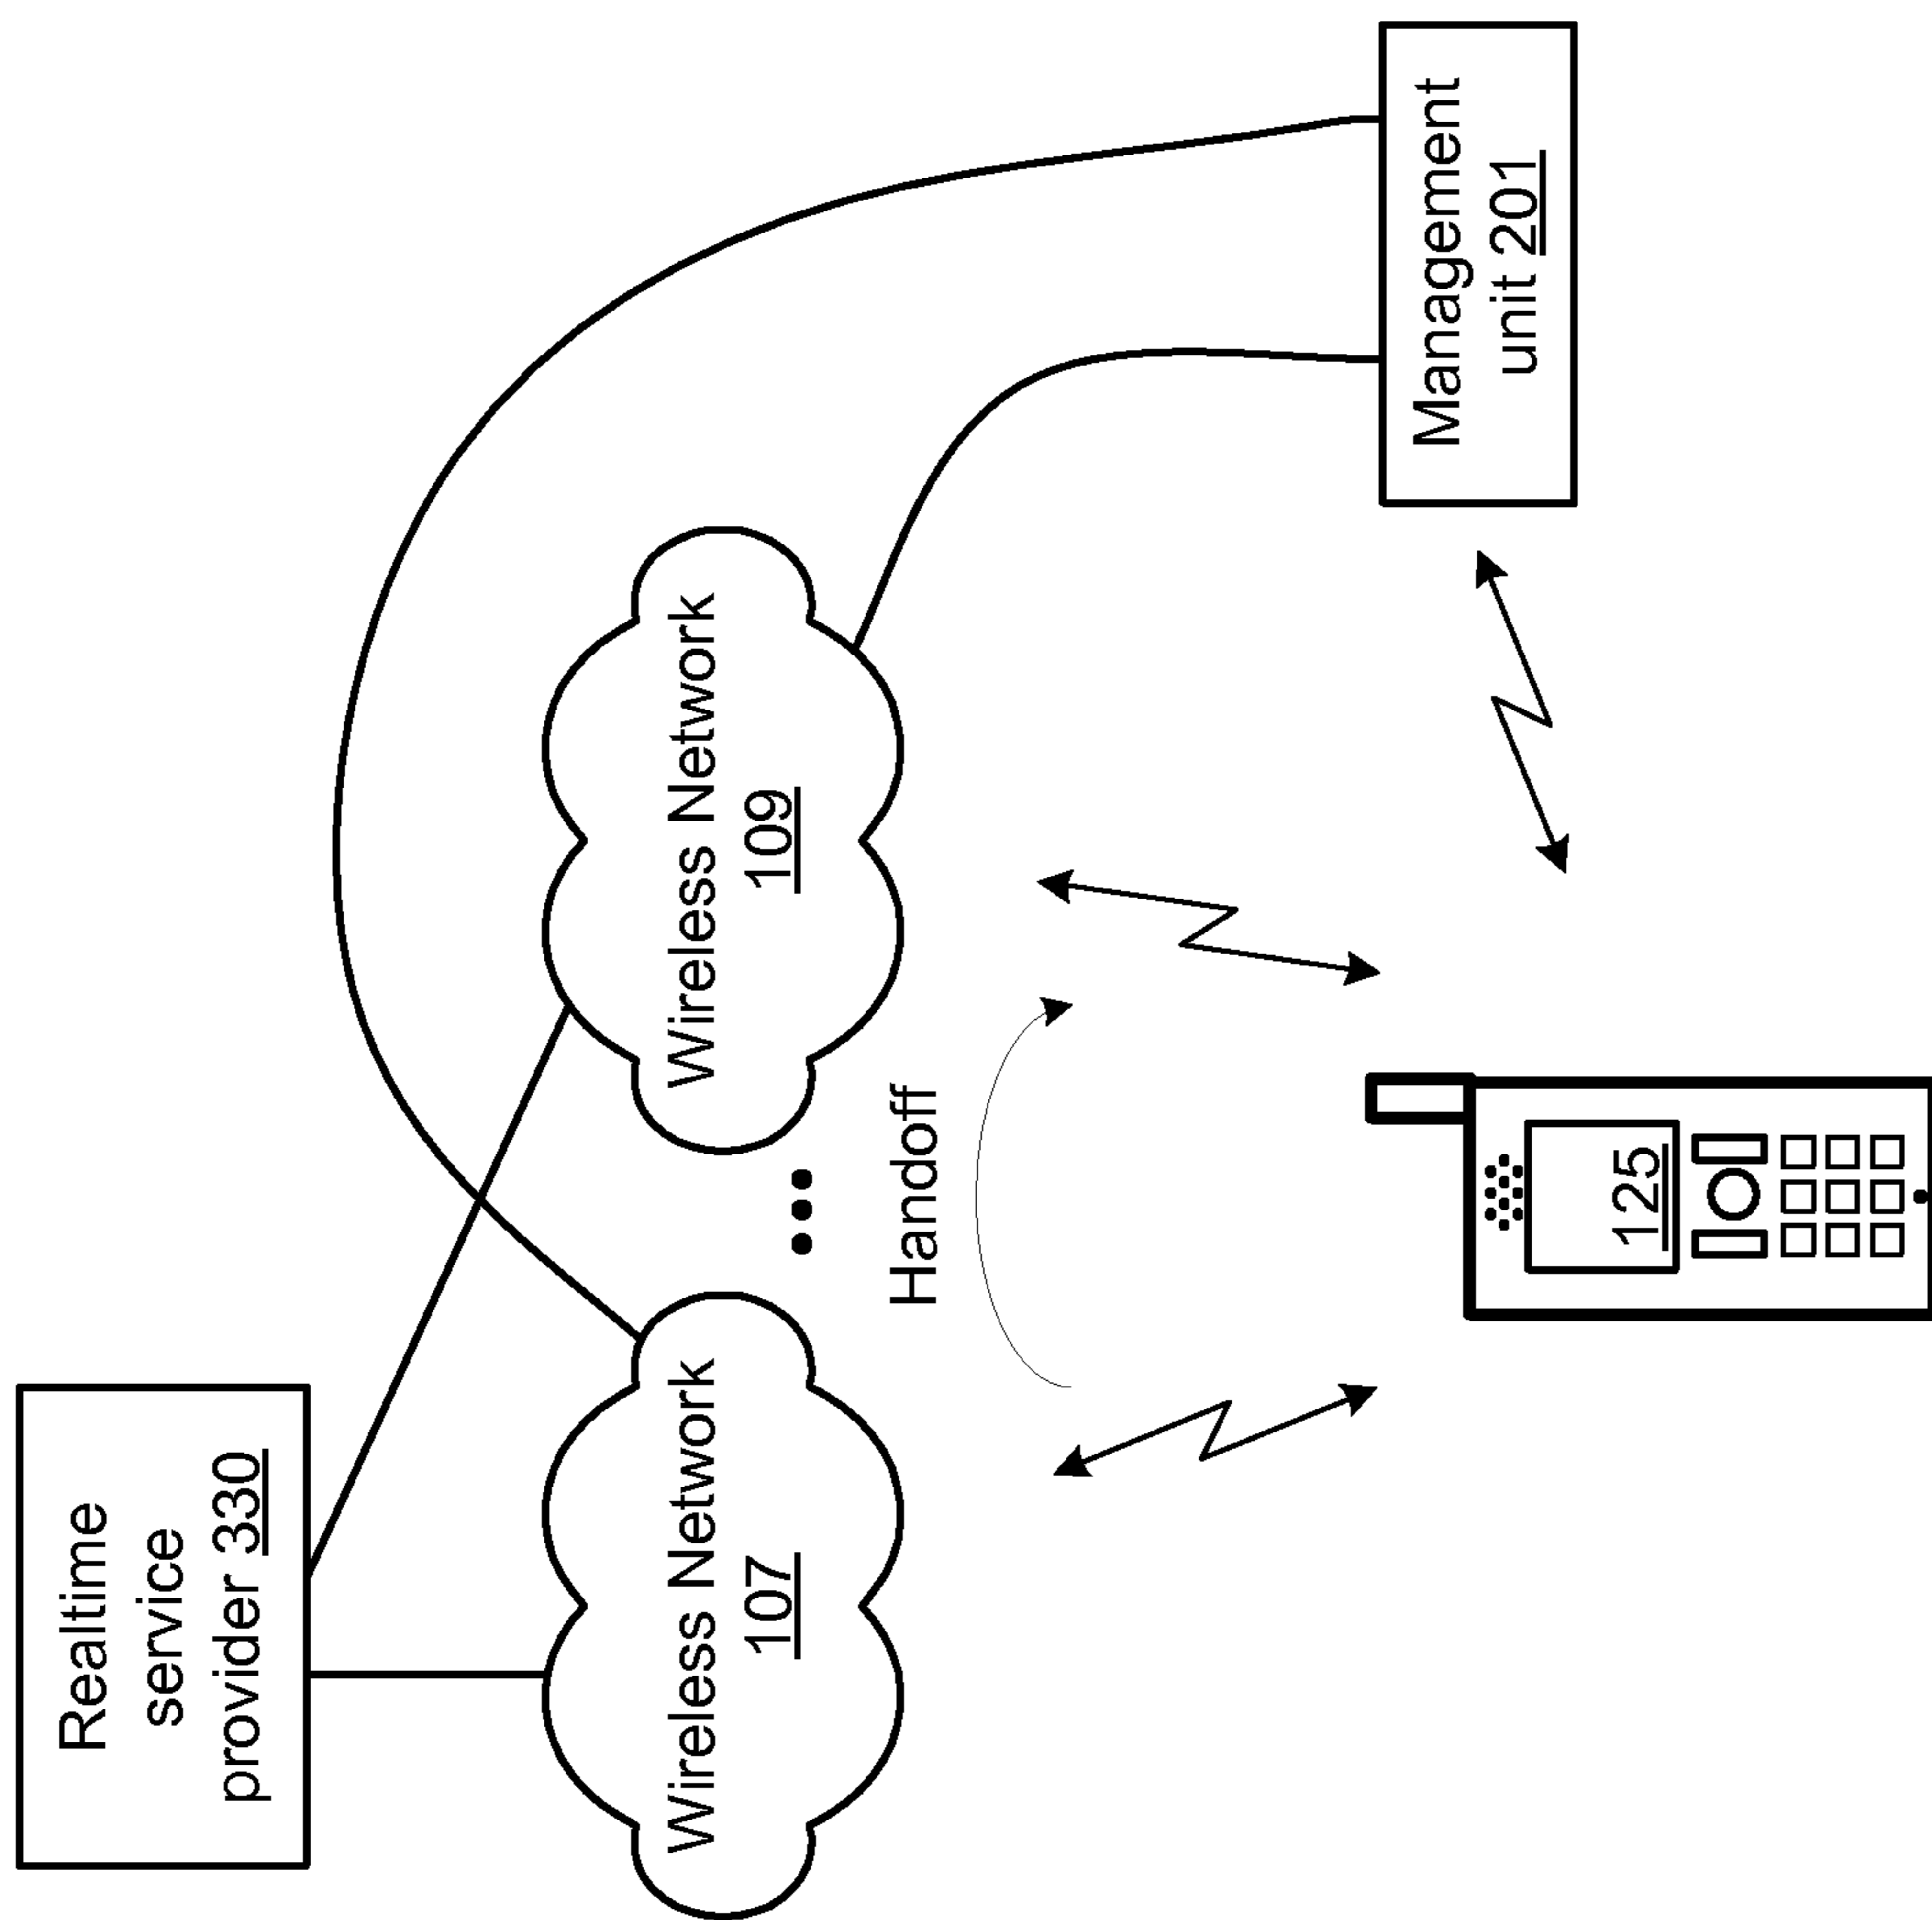 Realtime
service
provider 330
Wireless Network
107
Wireless Network
109
Handoff
125
Management
unit 201